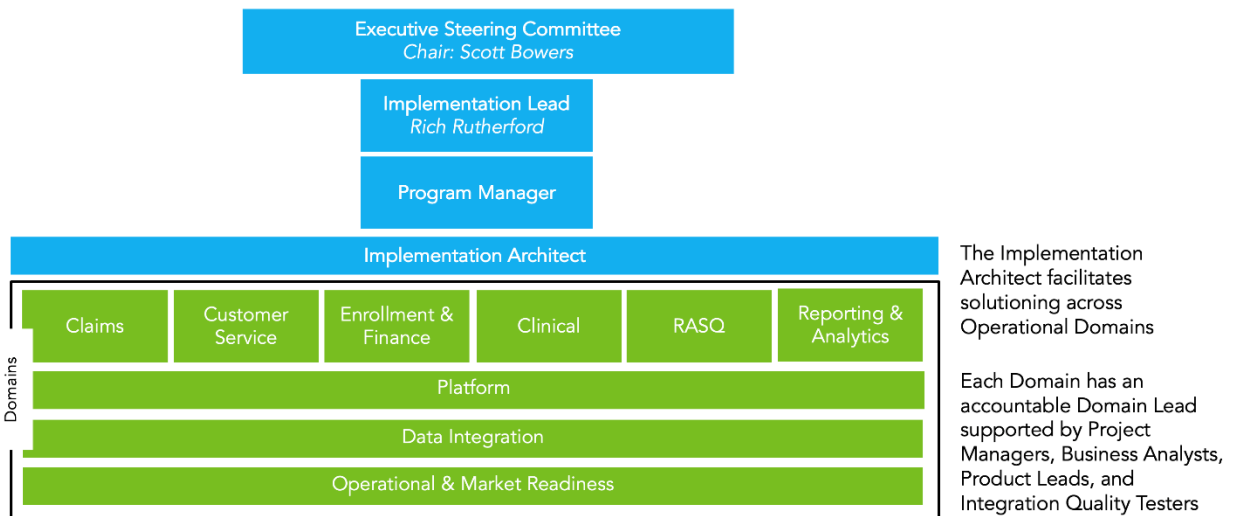 Executive Steering Committee
Chair: Scott Bowers
Implementation Lead
Rich Rutherford
Program Manager
Implementation Architect
The Implementation
Architect facilitates
solutioning across
Operational Domains
Domains
Claims
Customer
Service
Enrollment &
Finance
Clinical
RASQ
Reporting &
Analytics
Platform
Data Integration
Operational & Market Readiness
Each Domain has an
accountable Domain Lead
supported by Project
Managers, Business Analysts,
Product Leads, and
Integration Quality Testers